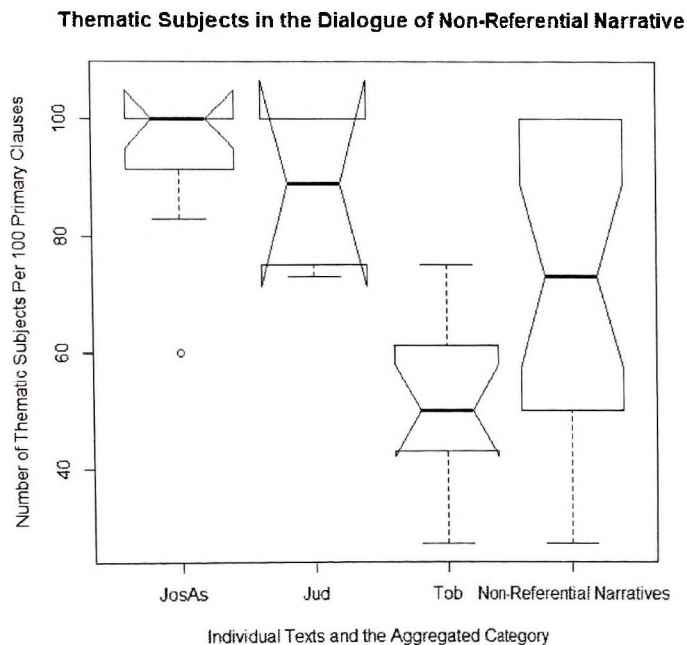 Thematic Subjects in the Dialogue of Non-Referential Narrative
Number of Thematic Subjects Per 100 Primary Clauses
100
80
60
40
JosAs
Jud
Tob
Non-Referential Narratives
Individual Texts and the Aggregated Category